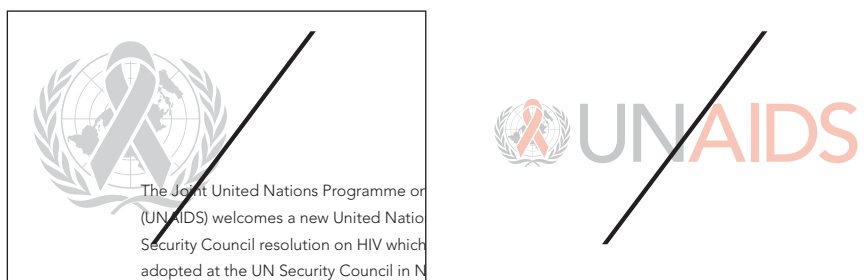 The Joint United Nations Programme on
(UNAIDS) welcomes a new United Natio
Security Council resolution on HIV which
adopted at the UN Security Council in N
UNAIDS